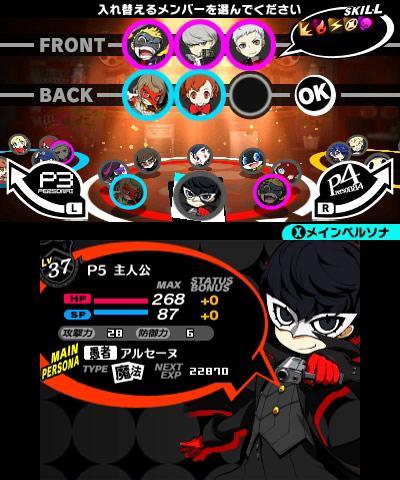 入れ替えるメンバーを選んでください
SKILL
FRONT
BACK
OK
P3
PERSONA3
L
P4
PERSONA4
R
Xメインペルソナ
LV 37
P5 主人公
MAX STATUS BONUS
HP 268 +0
SP 87 +0
攻撃力 28 防御力 6
MAIN PERSONA
愚者 アルセーヌ
TYPE 魔法 NEXT EXP 22870